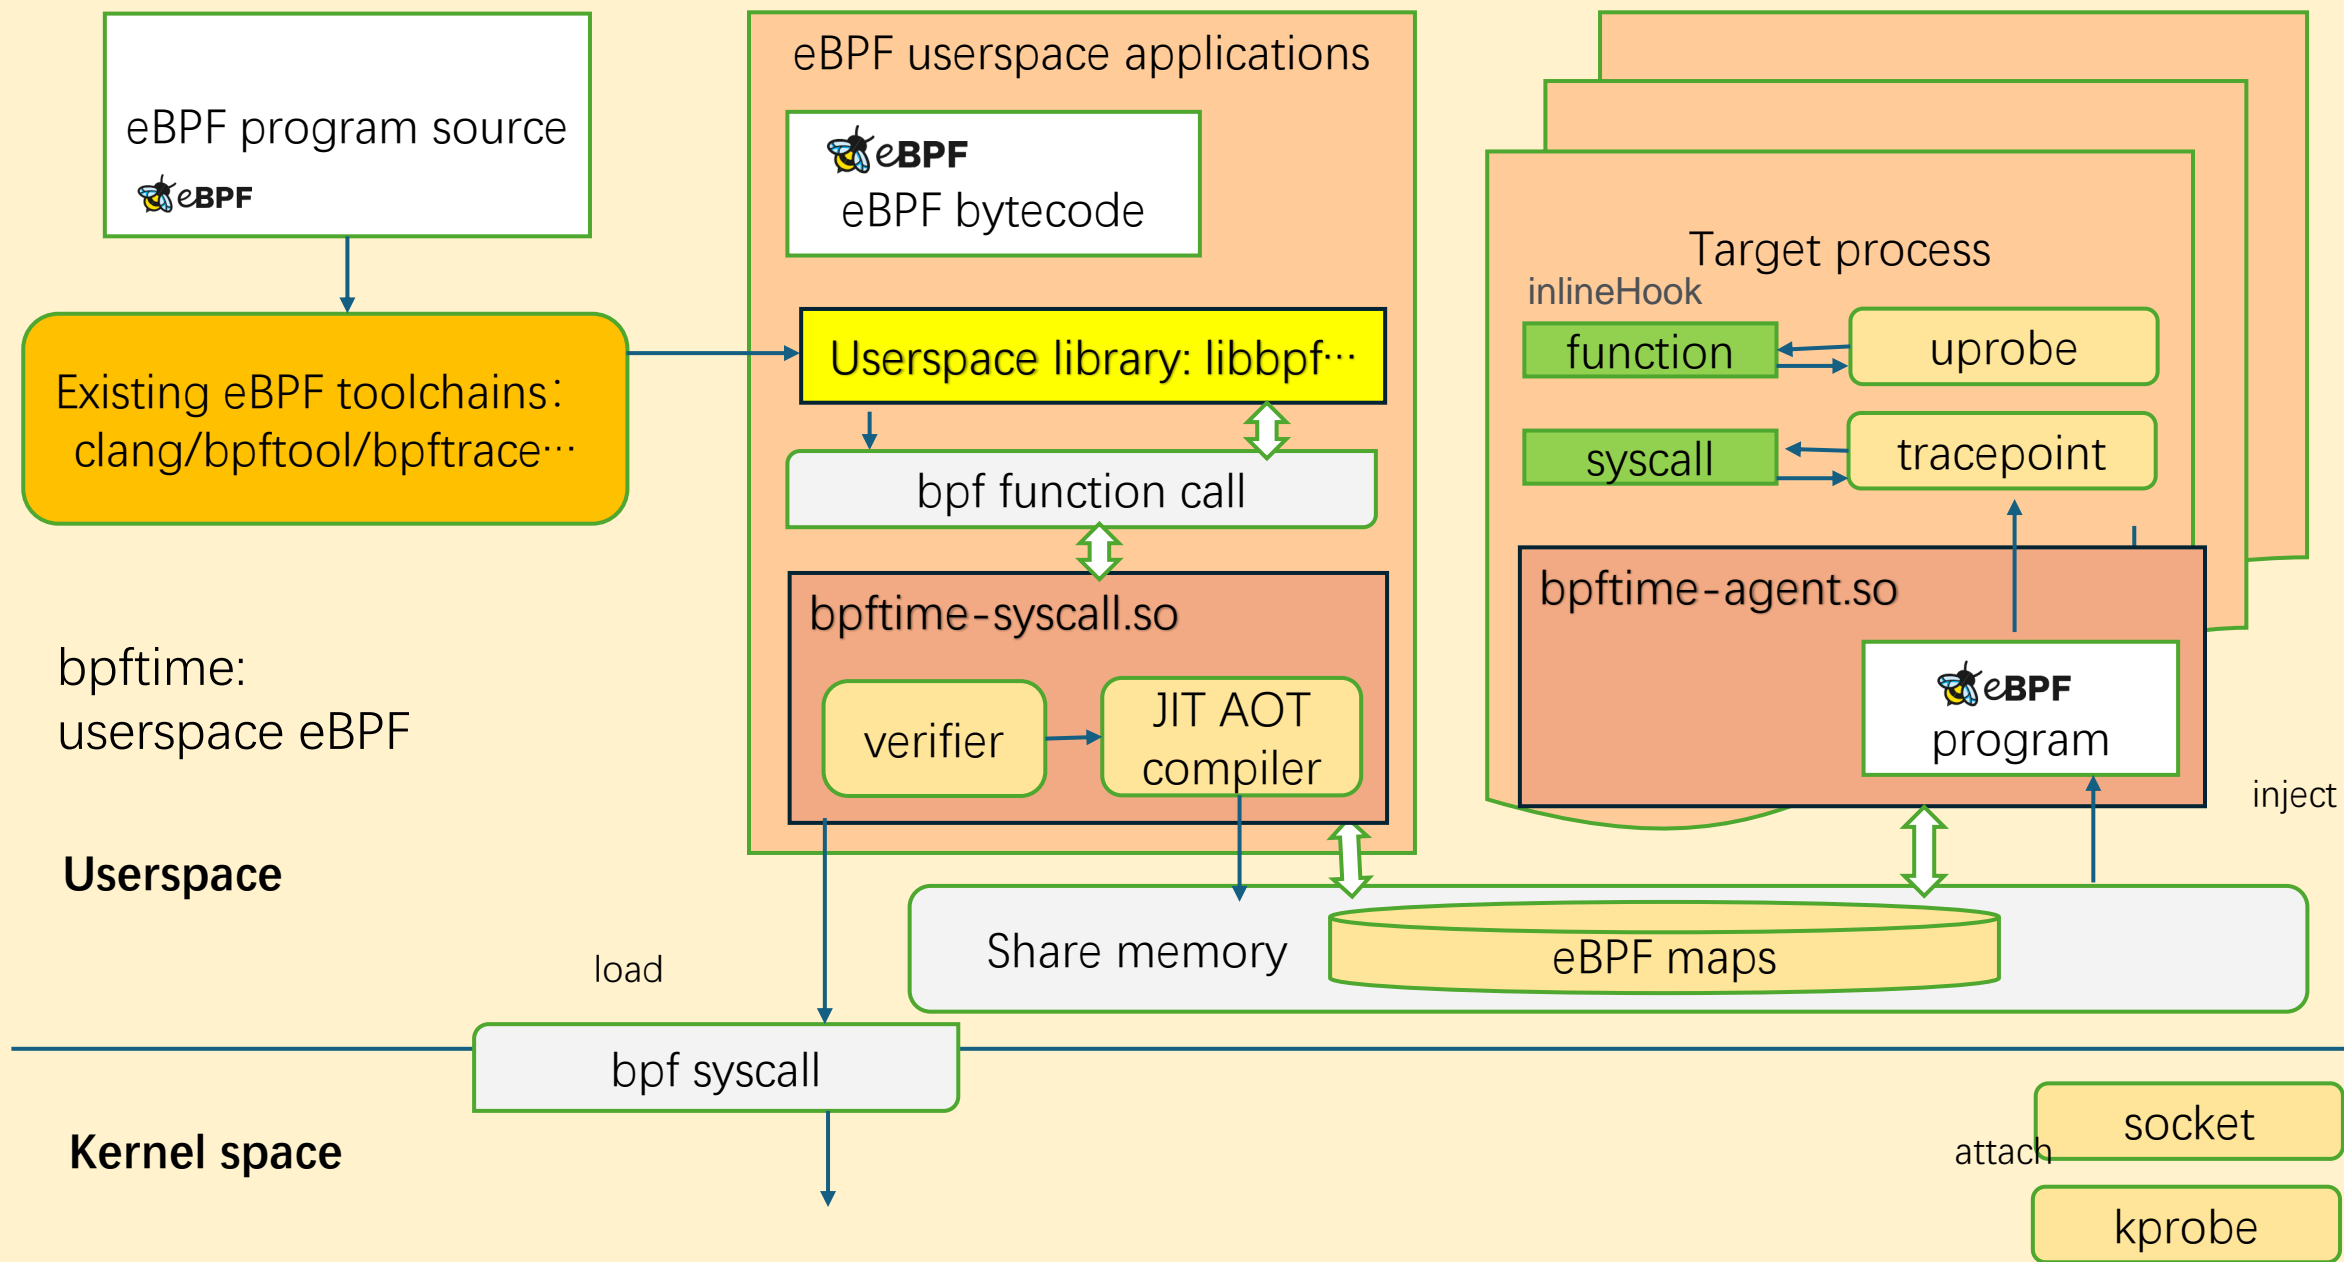 eBPF program source
eBPF
Existing eBPF toolchains：
clang/bpftool/bpftrace…
bpftime:
userspace eBPF
Userspace
eBPF userspace applications
eBPF
eBPF bytecode
Userspace library: libbpf…
bpf function call
bpftime-syscall.so
verifier
JIT AOT
compiler
Target process
inlineHook
function
uprobe
syscall
tracepoint
bpftime-agent.so
eBPF
program
inject
Share memory
eBPF maps
load
bpf syscall
Kernel space
socket
attach
kprobe